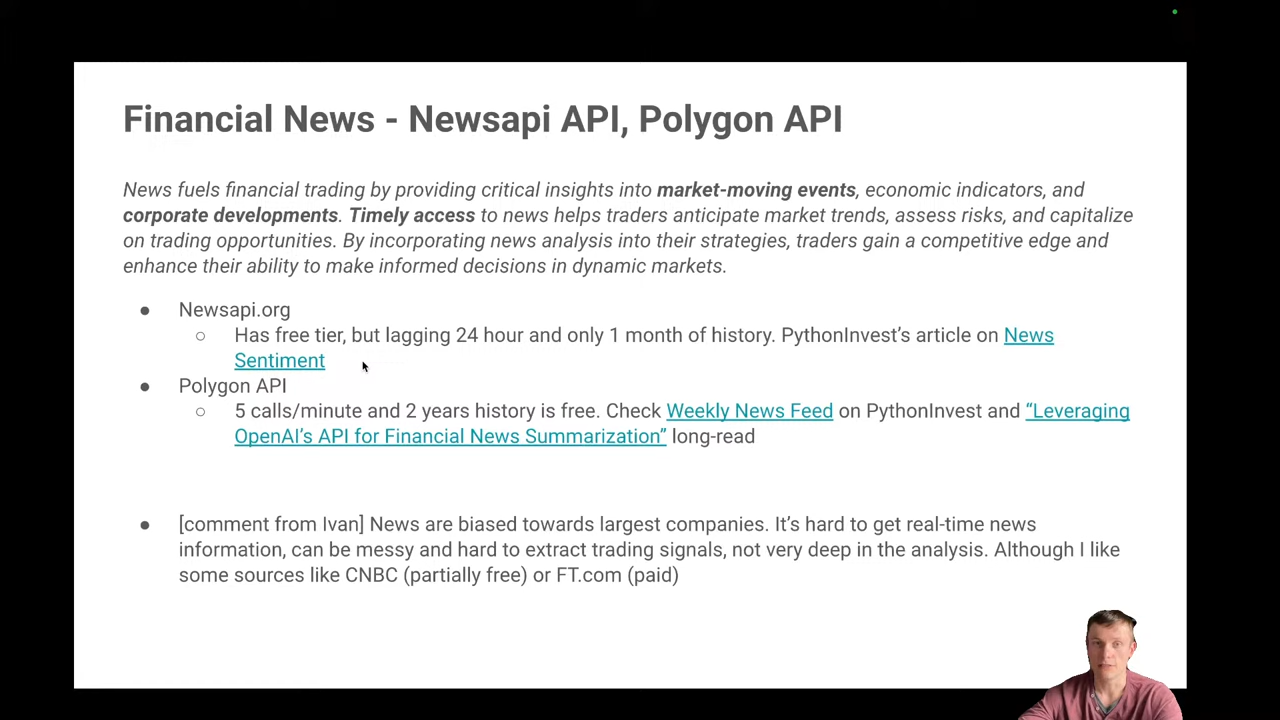 Financial News - Newsapi API, Polygon API
News fuels financial trading by providing critical insights into market-moving events, economic indicators, and
corporate developments. Timely access to news helps traders anticipate market trends, assess risks, and capitalize
on trading opportunities. By incorporating news analysis into their strategies, traders gain a competitive edge and
enhance their ability to make informed decisions in dynamic markets.
● Newsapi.org
○ Has free tier, but lagging 24 hour and only 1 month of history. PythonInvest’s article on News
Sentiment
● Polygon API
○ 5 calls/minute and 2 years history is free. Check Weekly News Feed on PythonInvest and “Leveraging
OpenAI’s API for Financial News Summarization” long-read
● [comment from Ivan] News are biased towards largest companies. It’s hard to get real-time news
information, can be messy and hard to extract trading signals, not very deep in the analysis. Although I like
some sources like CNBC (partially free) or FT.com (paid)